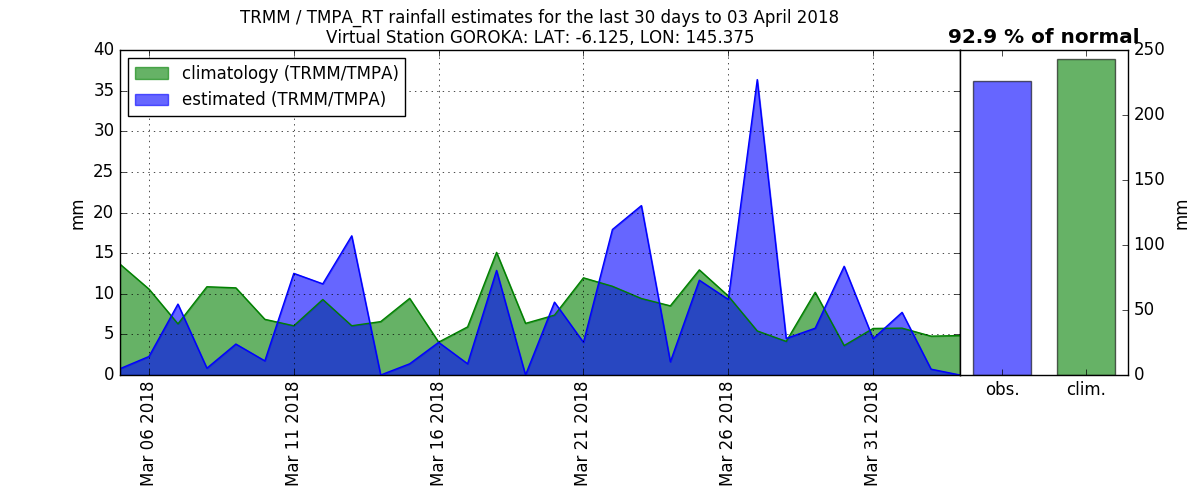 TRMM / TMPA_RT rainfall estimates for the last 30 days to 03 April 2018
Virtual Station GOROKA: LAT: -6.125, LON: 145.375
92.9 % of normal
climatology (TRMM/TMPA)
estimated (TRMM/TMPA)
40
35
30
25
20
15
10
5
0
mm
Mar 06 2018
Mar 11 2018
Mar 16 2018
Mar 21 2018
Mar 26 2018
Mar 31 2018
obs.
clim.
250
200
150
100
50
0
mm